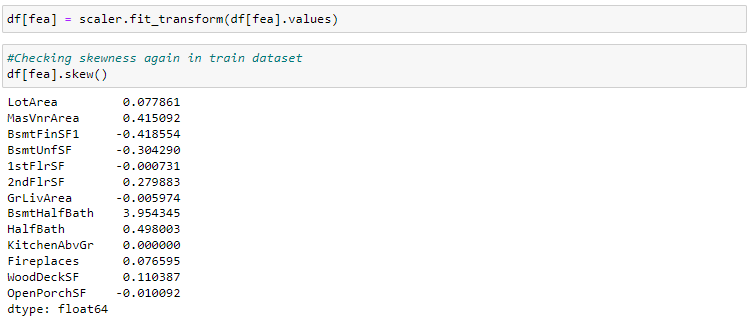 df[fea] = scaler.fit_transform(df[fea].values)
#Checking skewness again in train dataset
df[fea].skew()
LotArea 0.077861
MasVnrArea 0.415092
BsmtFinSF1 -0.418554
BsmtUnfSF -0.304290
1stFlrSF -0.000731
2ndFlrSF 0.279883
GrLivArea -0.005974
BsmtHalfBath 3.954345
HalfBath 0.498003
KitchenAbvGr 0.000000
Fireplaces 0.076595
WoodDeckSF 0.110387
OpenPorchSF -0.010092
dtype: float64